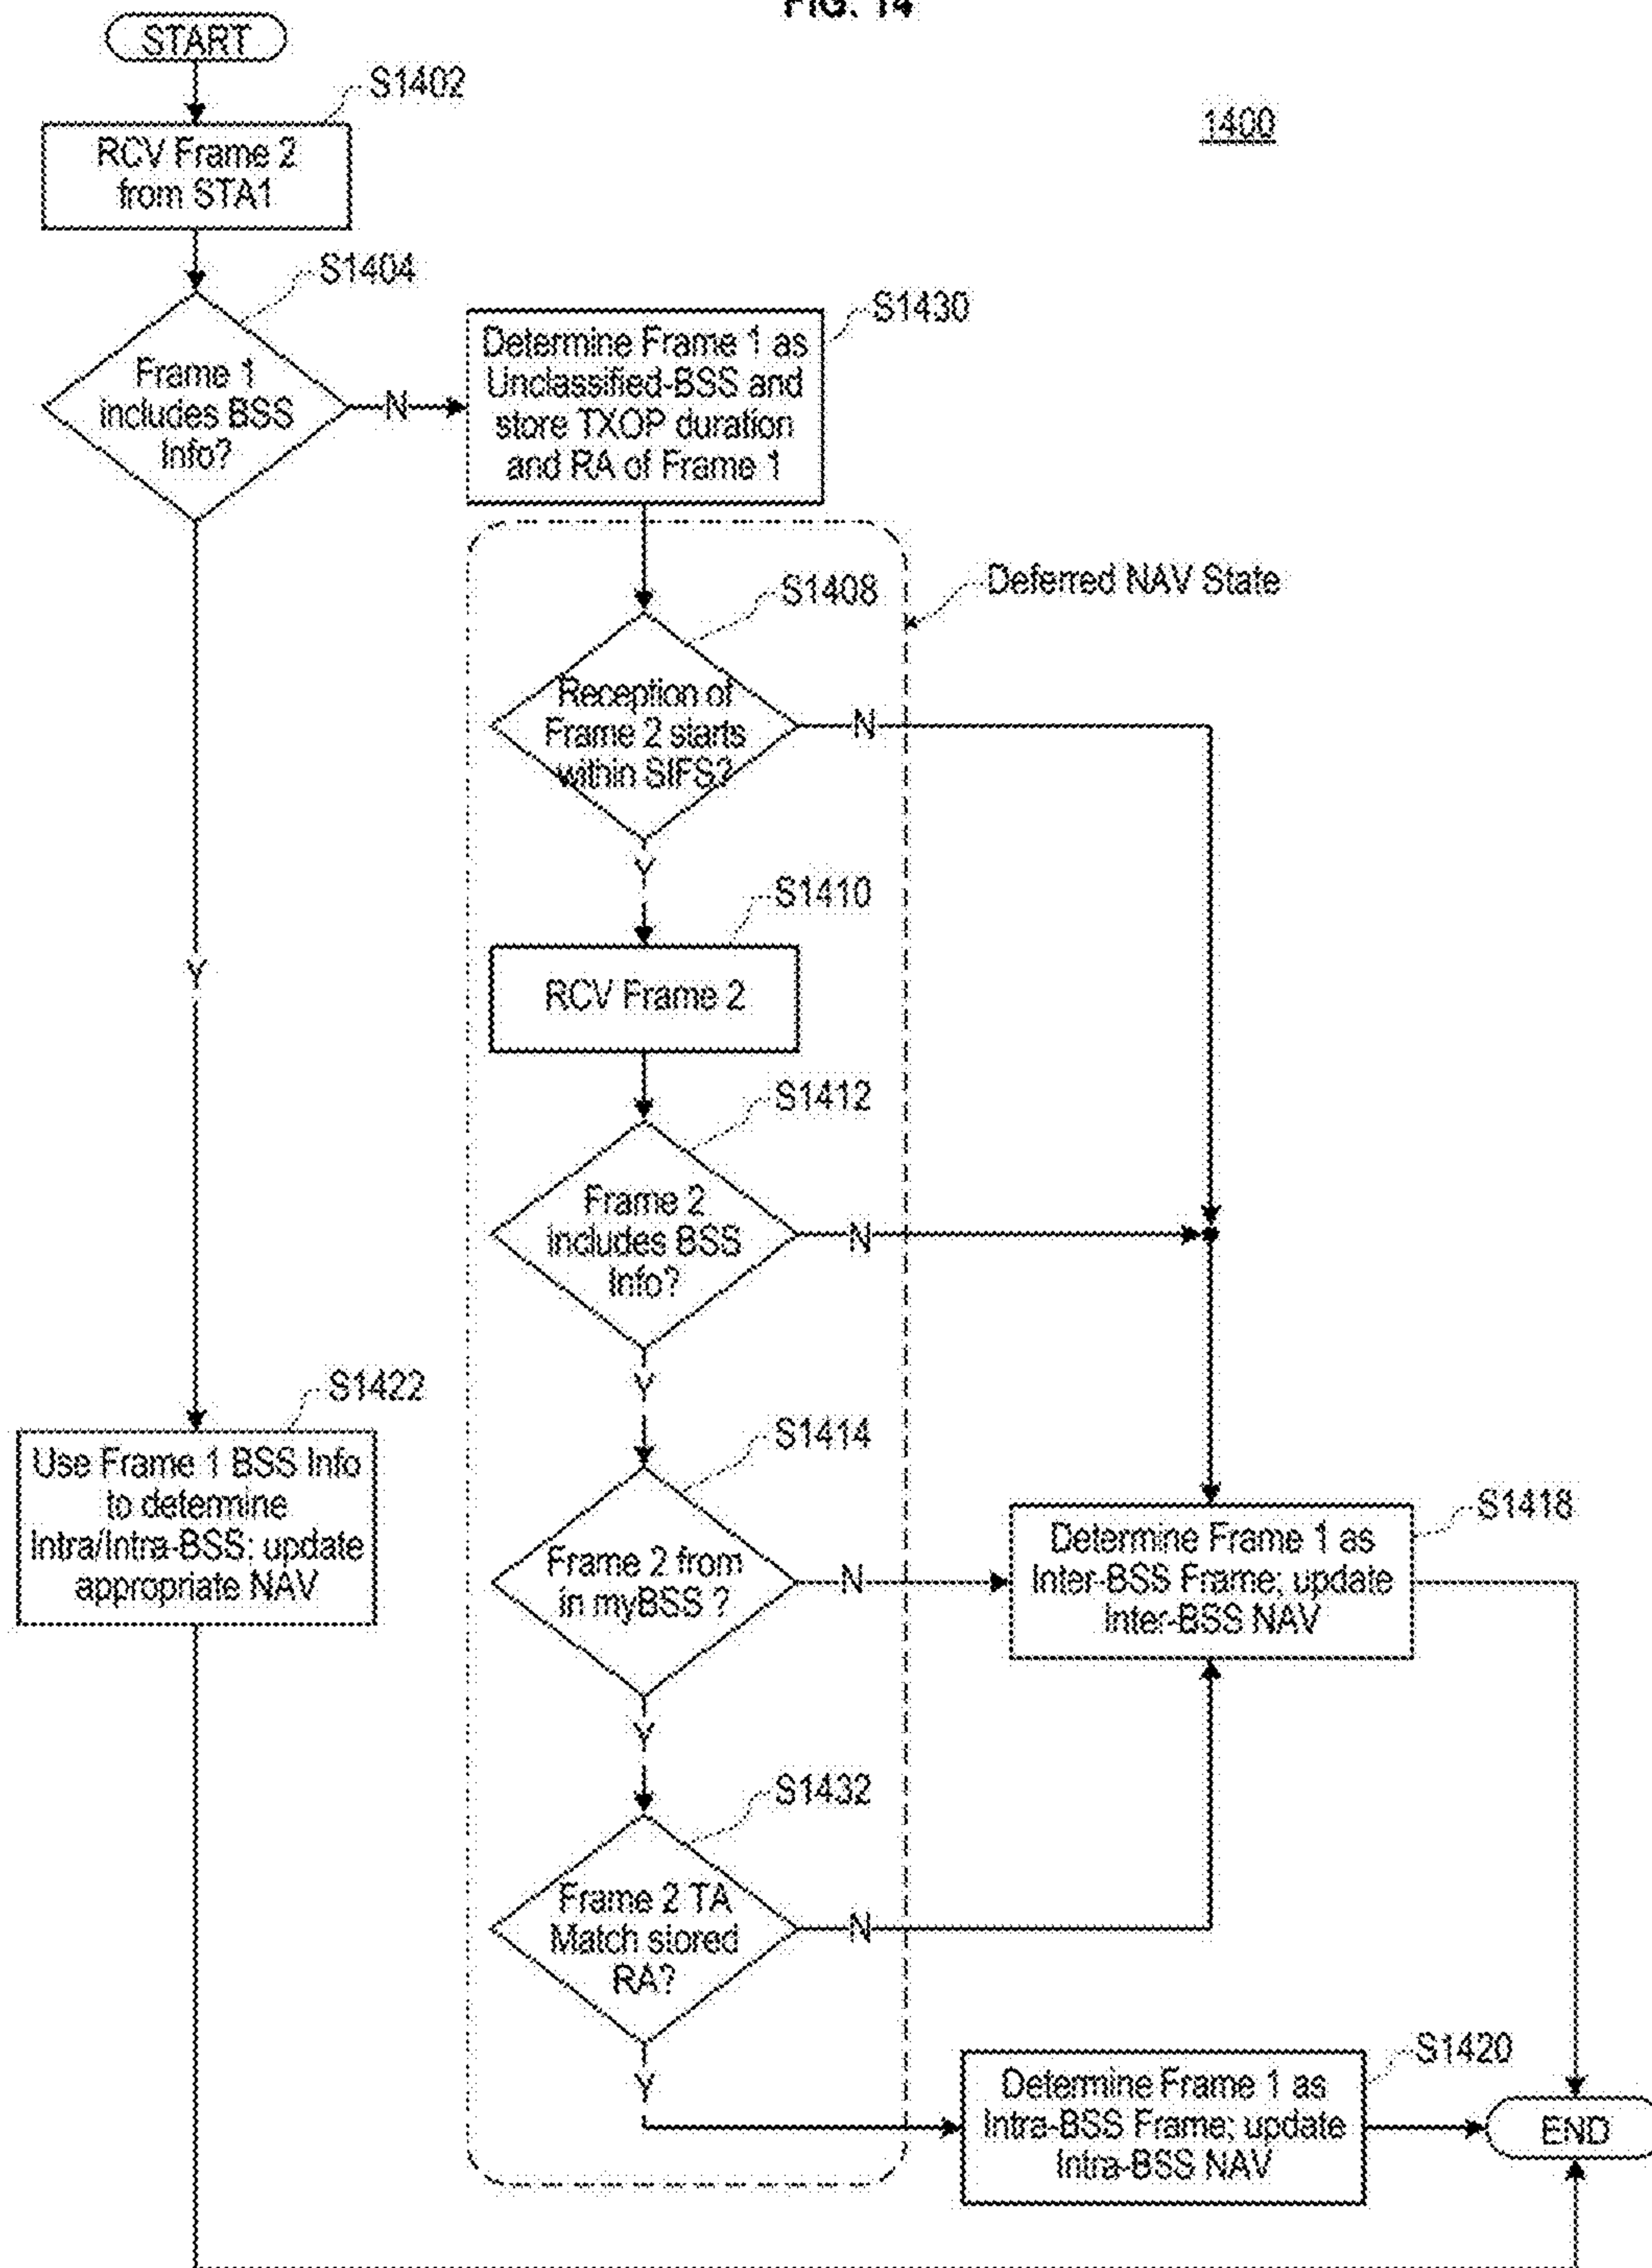 FIG. 14
START
S1402
1400
RCV Frame 2
from STA1
S1404
Frame 1
includes BSS
Info?
N
S1430
Determine Frame 1 as
Unclassified-BSS and
store TXOP duration
and RA of Frame 1
Deferred NAV State
S1408
Reception of
Frame 2 starts
within SIFS?
N
Y
S1410
RCV Frame 2
Y
S1412
Frame 2
includes BSS
Info?
N
Y
S1422
Use Frame 1 BSS Info
to determine
Intra/Intra-BSS; update
appropriate NAV
S1414
Frame 2 from
in myBSS ?
N
S1418
Determine Frame 1 as
Inter-BSS Frame; update
Inter-BSS NAV
Y
S1432
Frame 2 TA
Match stored
RA?
N
Y
S1420
Determine Frame 1 as
Intra-BSS Frame; update
Intra-BSS NAV
END